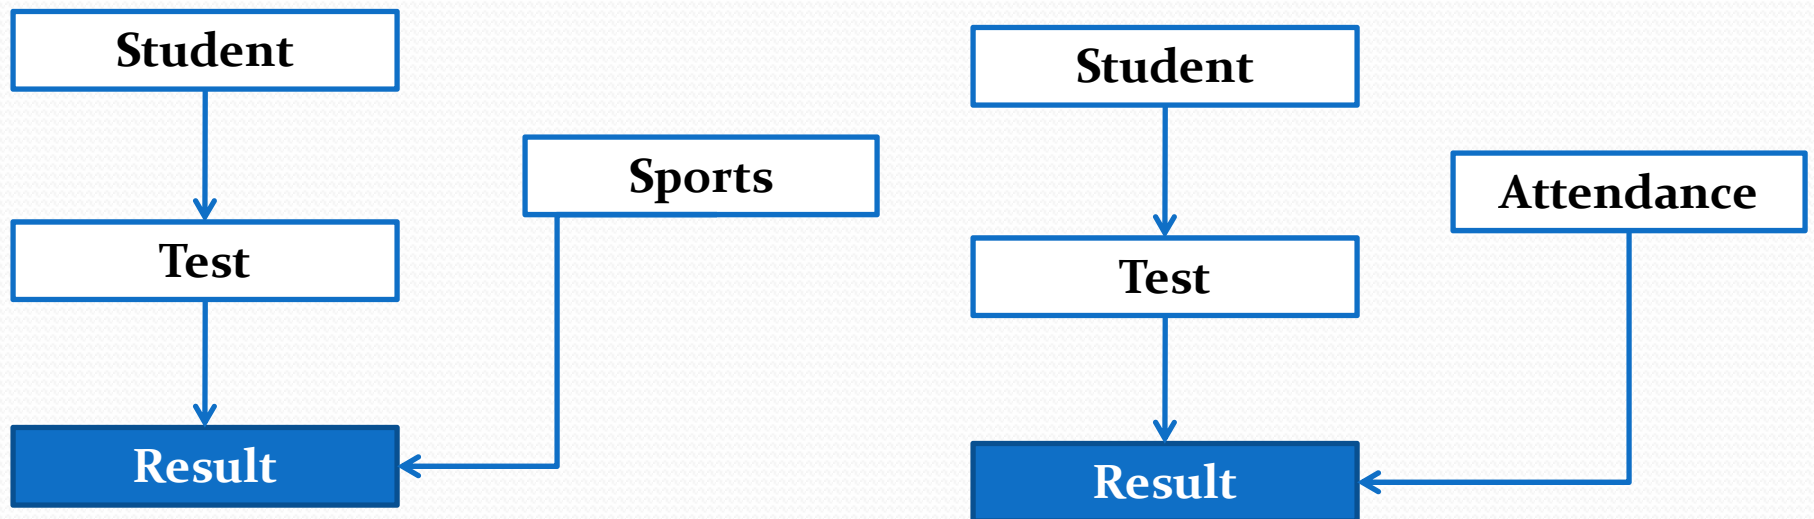 Student
Sports
Test
Result
Student
Attendance
Test
Result